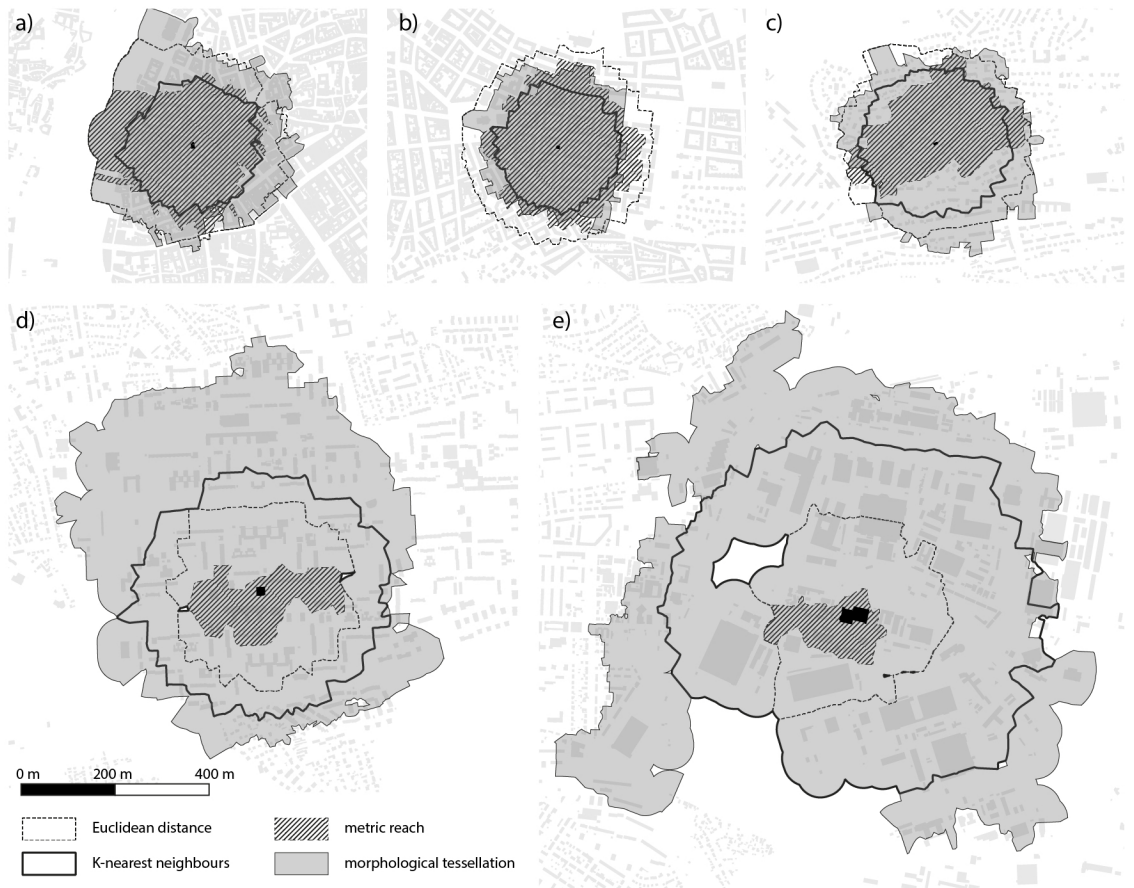 a)
b)
c)
d)
e)
0 m 200 m 400 m
Euclidean distance
metric reach
K-nearest neighbours
morphological tessellation